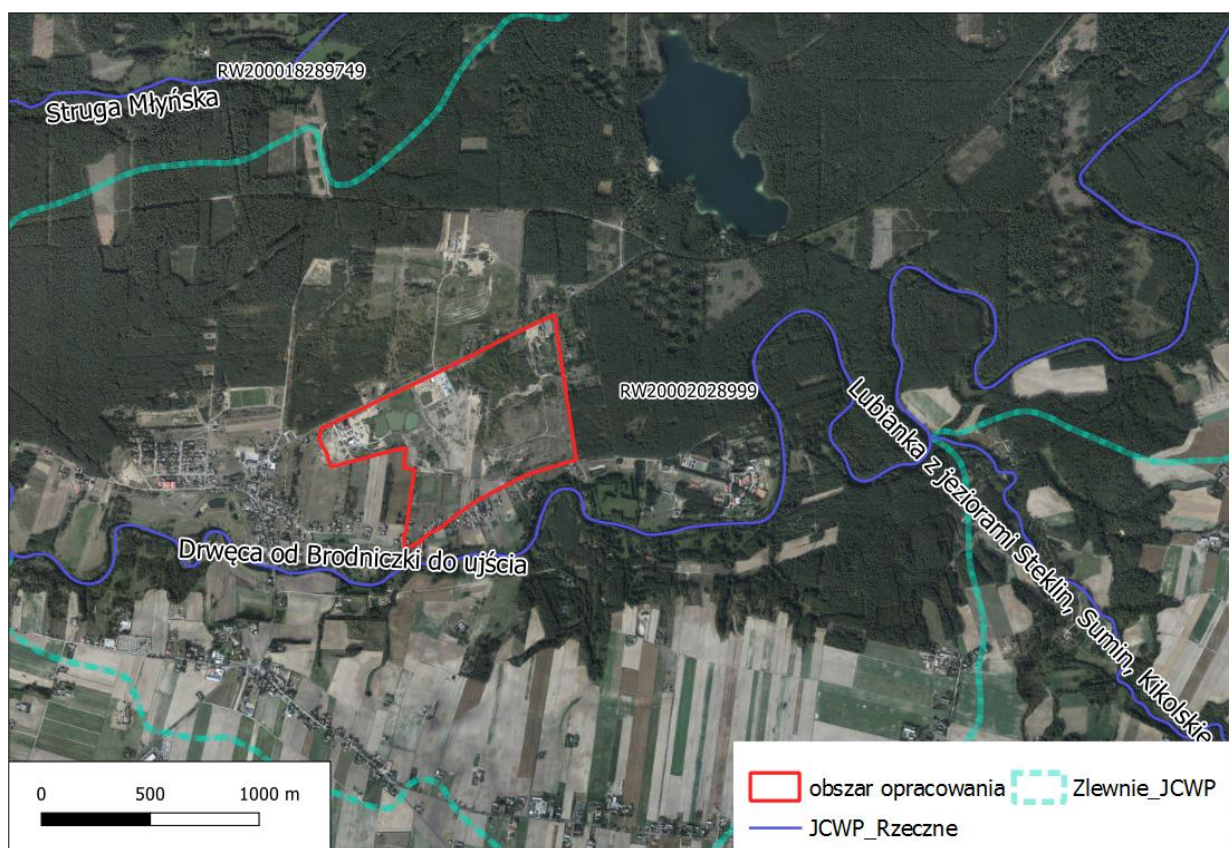 RW200018289749
Struga Młyńska
RW20002028999
Lubianka z jeziorami Steklin, Sumin, Kikolskie
Drwęca od Brodniczki do ujścia
0 500 1000 m
obszar opracowania
Zlewnie_JCWP
JCWP_Rzeczne